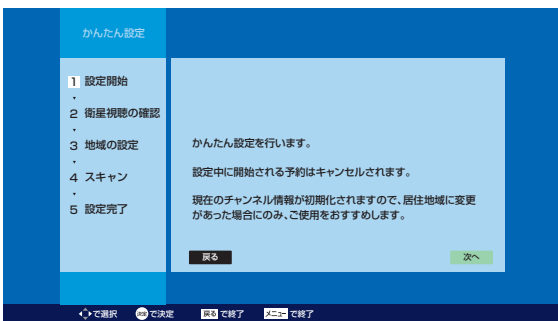 かんたん設定
1 設定開始
2 衛星視聴の確認
3 地域の設定
4 スキャン
5 設定完了
かんたん設定を行います。
設定中に開始される予約はキャンセルされます。
現在のチャンネル情報が初期化されますので、居住地域に変更
があった場合にのみ、ご使用をおすすめします。
戻る 次へ
で選択 決定 で決定 戻る で終了 メニュー で終了